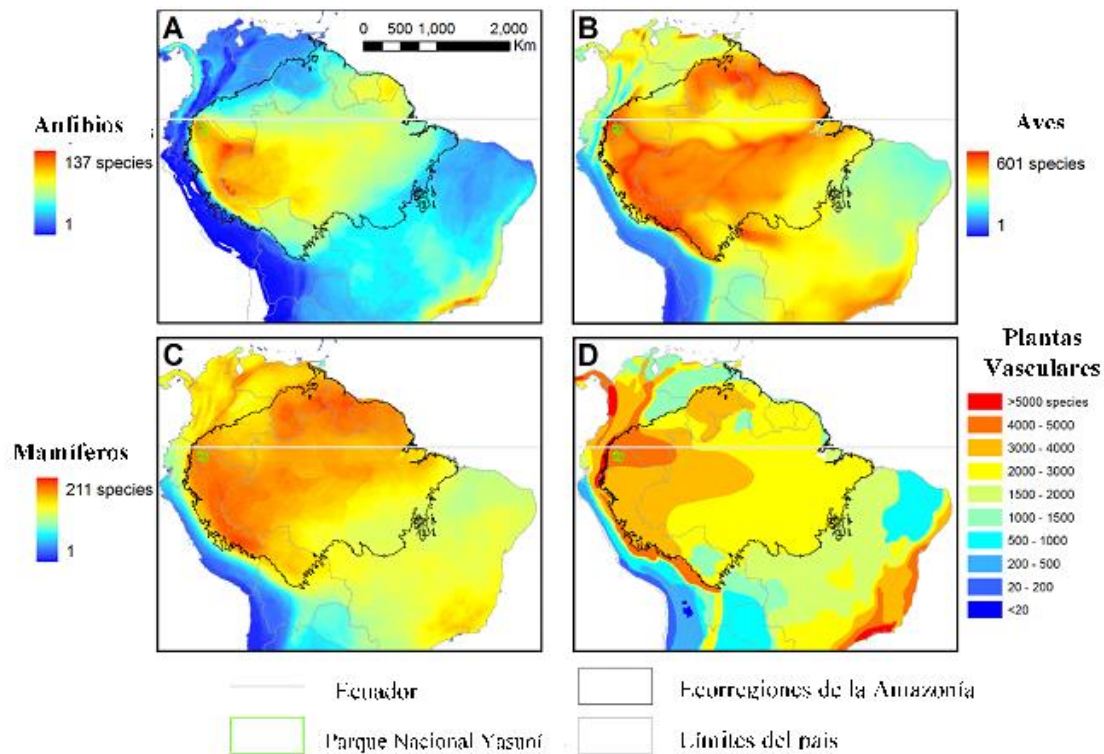 A
0 500 1,000 2,000
Km
B
Anfibios
137 species
1
Aves
601 species
1
C
D
Mamíferos
211 species
1
Plantas
Vasculares
>5000 species
4000 - 5000
3000 - 4000
2000 - 3000
1500 - 2000
1000 - 1500
500 - 1000
200 - 500
20 - 200
<20
Ecuador
Ecorregiones de la Amazonía
Parque Nacional Yasuní
Límites del pais